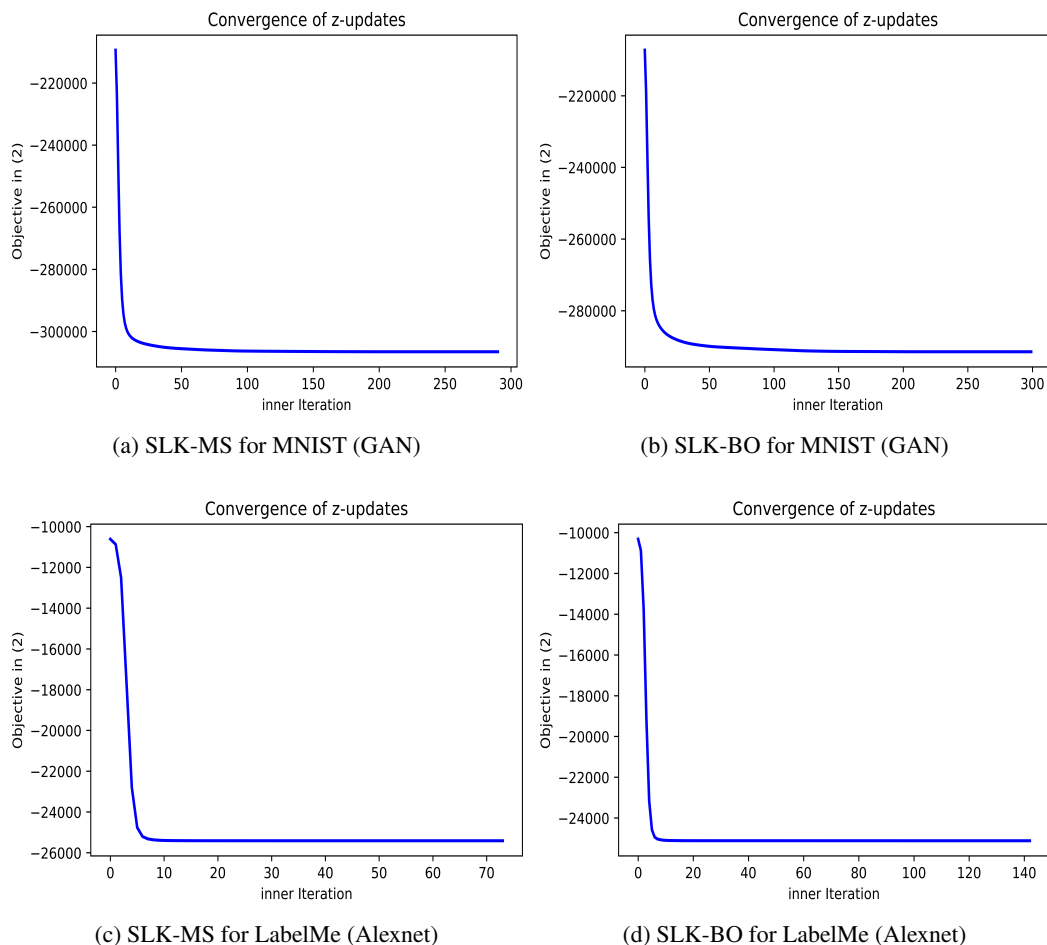 Convergence of z-updates
Objective in (2)
−220000
−240000
−260000
−280000
−300000
0 50 100 150 200 250 300
inner Iteration
(a) SLK-MS for MNIST (GAN)
Convergence of z-updates
Objective in (2)
−220000
−240000
−260000
−280000
0 50 100 150 200 250 300
inner Iteration
(b) SLK-BO for MNIST (GAN)
Convergence of z-updates
Objective in (2)
−10000
−12000
−14000
−16000
−18000
−20000
−22000
−24000
−26000
0 10 20 30 40 50 60 70
inner Iteration
(c) SLK-MS for LabelMe (Alexnet)
Convergence of z-updates
Objective in (2)
−10000
−12000
−14000
−16000
−18000
−20000
−22000
−24000
0 20 40 60 80 100 120 140
inner Iteration
(d) SLK-BO for LabelMe (Alexnet)